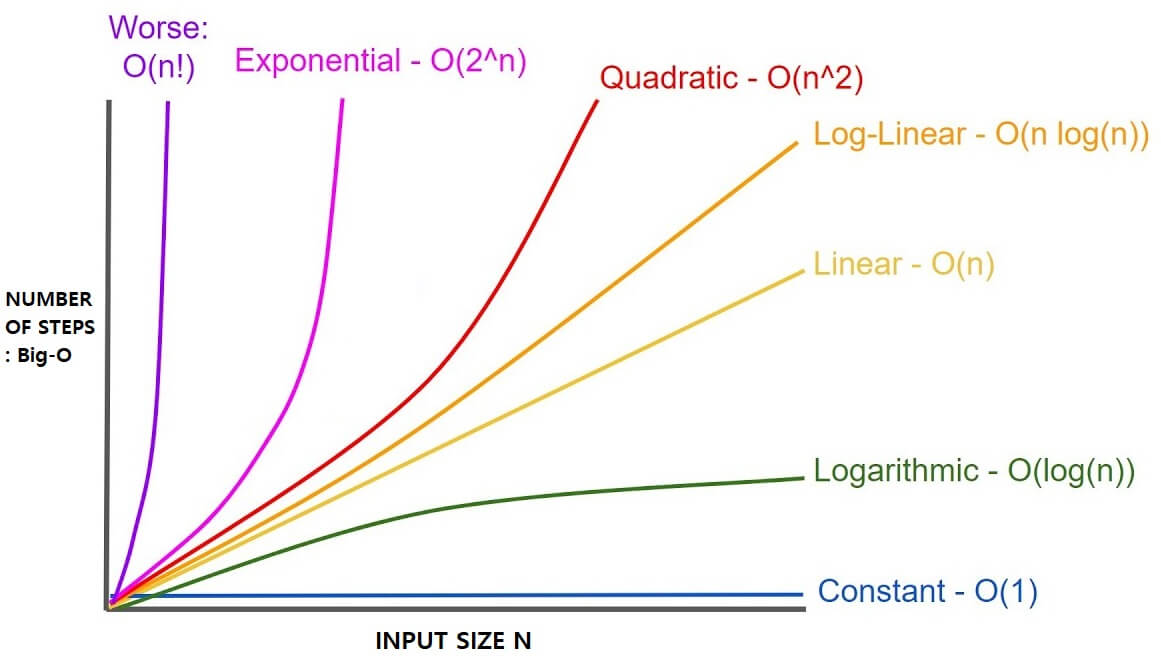 Worse:
O(n!)
Exponential - O(2^n)
Quadratic - O(n^2)
Log-Linear - O(n log(n))
Linear - O(n)
NUMBER
OF STEPS
: Big-O
Logarithmic - O(log(n))
Constant - O(1)
INPUT SIZE N